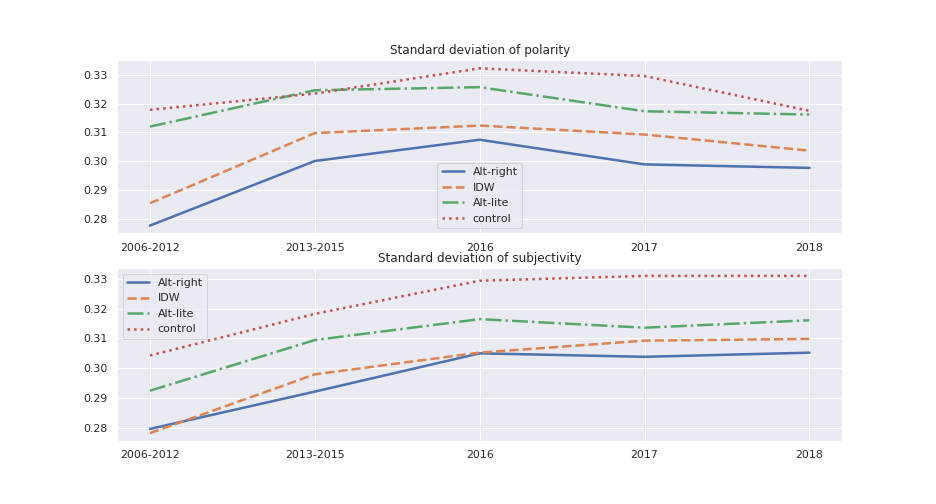 Standard deviation of polarity
0.33
0.32
0.31
0.30
0.29
0.28
Alt-right
IDW
Alt-lite
control
2006-2012 2013-2015 2016 2017 2018
Standard deviation of subjectivity
0.33
0.32
0.31
0.30
0.29
0.28
Alt-right
IDW
Alt-lite
control
2006-2012 2013-2015 2016 2017 2018